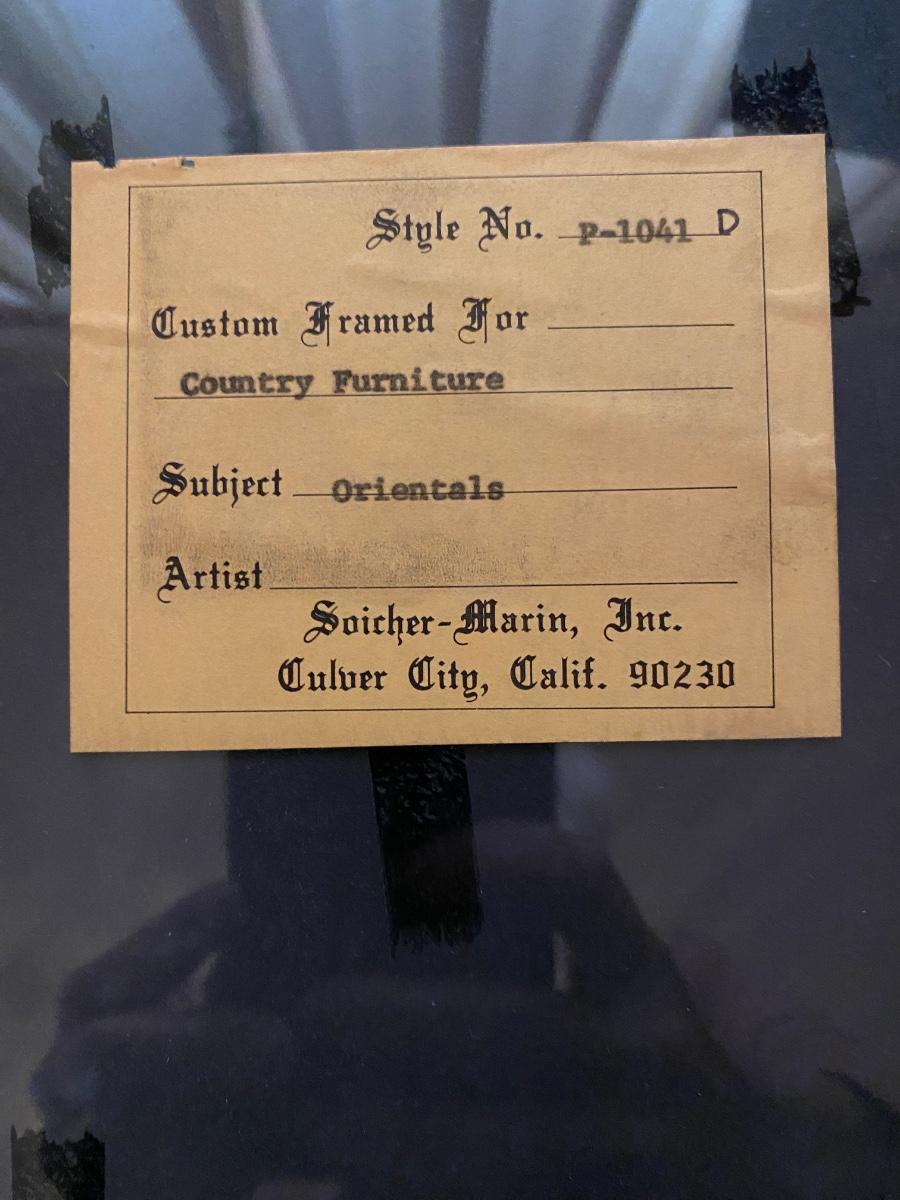 Style No. P-1041 D
Custom Framed For
Country Furniture
Subject Orientals
Artist
Soicher-Marin, Inc.
Culver City, Calif. 90230